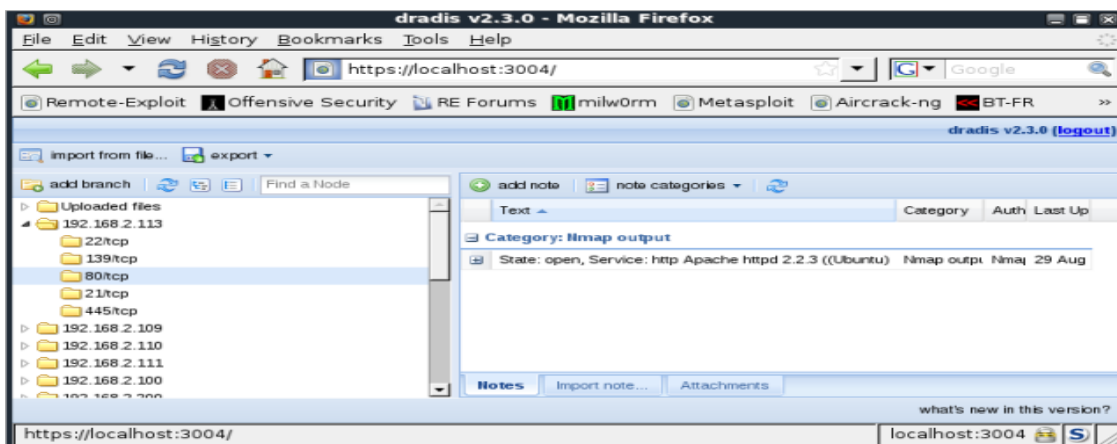 dradis v2.3.0 - Mozilla Firefox
File Edit View History Bookmarks Tools Help
https://localhost:3004/ G Google
Remote-Exploit Offensive Security RE Forums milw0rm Metasploit Aircrack-ng BT-FR »
dradis v2.3.0 (logout)
import from file... export
add branch Find a Node add note note categories
Text Category Auth Last Up
Uploaded files
192.168.2.113
Category: Nmap output
22/tcp
State: open, Service: http Apache httpd 2.2.3 ((Ubuntu) Nmap outpu Nmap 29 Aug
139/tcp
80/tcp
21/tcp
445/tcp
192.168.2.109
192.168.2.110
192.168.2.111
192.168.2.100
192.168.2.200
Notes Import note... Attachments
what's new in this version?
https://localhost:3004/ localhost:3004 S